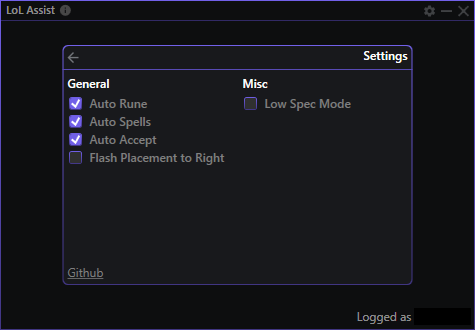 LoL Assist
Settings
General
Misc
Auto Rune
Low Spec Mode
Auto Spells
Auto Accept
Flash Placement to Right
Github
Logged as